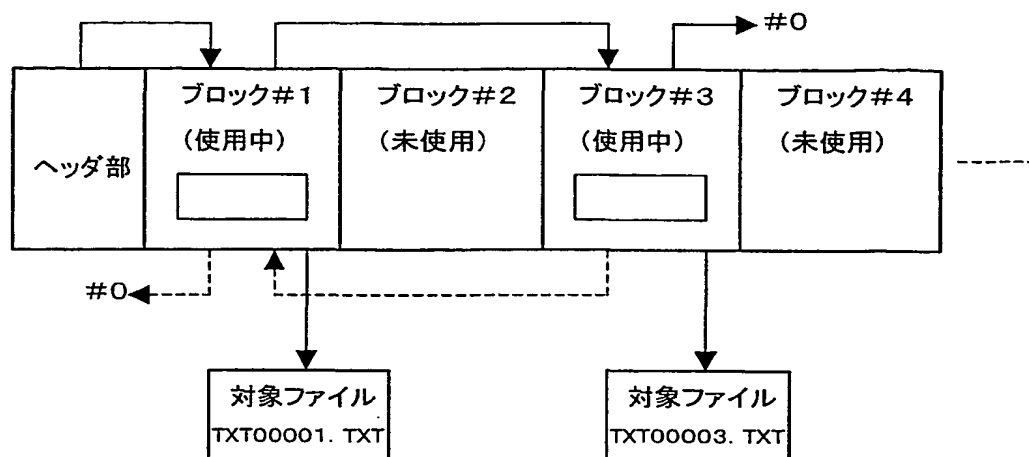 #0
ヘッダ部
ブロック#1
(使用中)
ブロック#2
(未使用)
ブロック#3
(使用中)
ブロック#4
(未使用)
#0
対象ファイル
TXT00001. TXT
対象ファイル
TXT00003. TXT